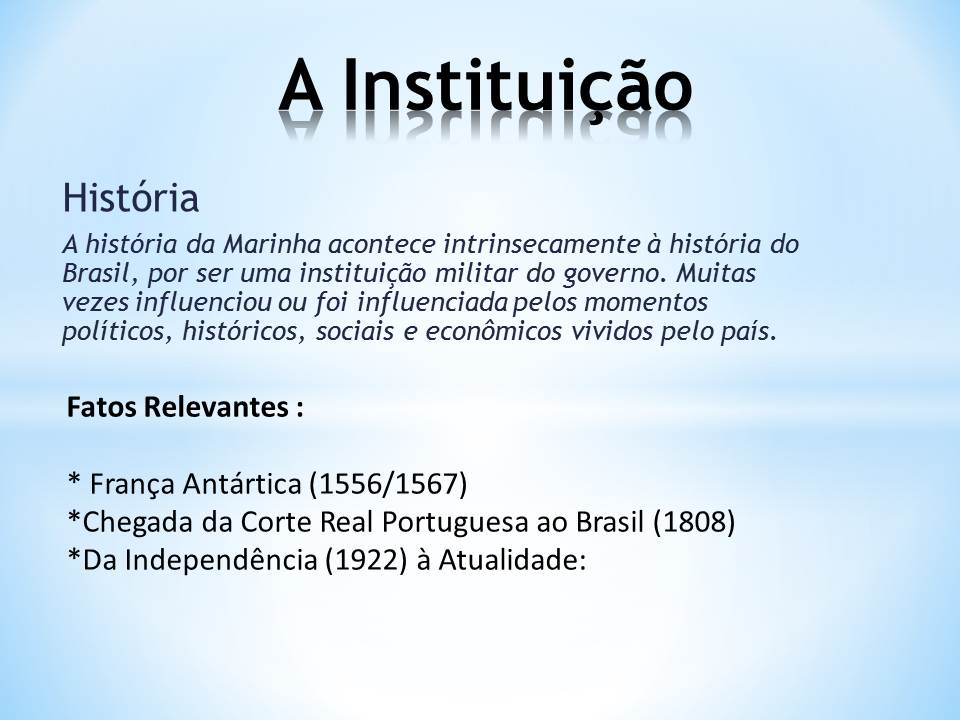 A Instituição
História
A história da Marinha acontece intrinsecamente à história do
Brasil, por ser uma instituição militar do governo. Muitas
vezes influenciou ou foi influenciada pelos momentos
políticos, históricos, sociais e econômicos vividos pelo país.
Fatos Relevantes :
* França Antártica (1556/1567)
*Chegada da Corte Real Portuguesa ao Brasil (1808)
*Da Independência (1922) à Atualidade: